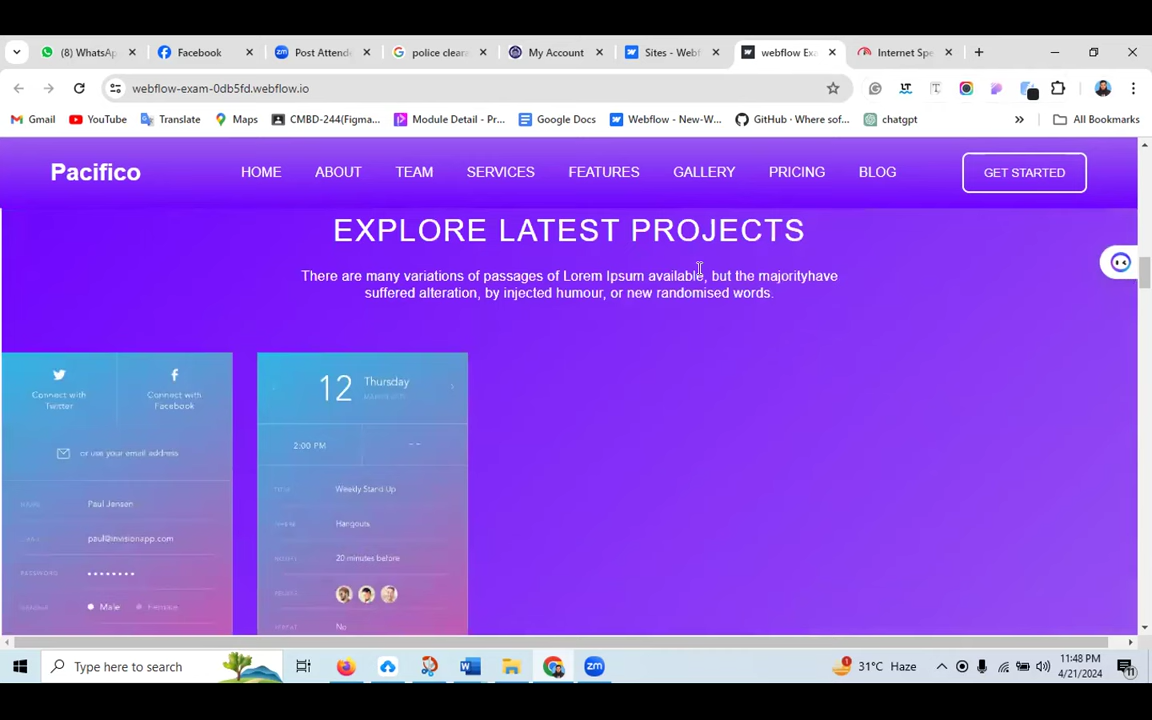 (8) WhatsAp
Facebook
Post Attende
police cleara
My Account
Sites - Webf
webflow Exa
Internet Spe
webflow-exam-0db5fd.webflow.io
Gmail
YouTube
Translate
Maps
CMBD-244(Figma...
Module Detail - Pr...
Google Docs
Webflow - New-W...
GitHub · Where sof...
chatgpt
All Bookmarks
Pacifico
HOME
ABOUT
TEAM
SERVICES
FEATURES
GALLERY
PRICING
BLOG
GET STARTED
EXPLORE LATEST PROJECTS
There are many variations of passages of Lorem Ipsum available, but the majorityhave
suffered alteration, by injected humour, or new randomised words.
Connect with
Twitter
Connect with
Facebook
or use your email address
NAME
Paul Jansen
paul@invisionapp.com
PASSWORD
Male
Female
12
Thursday
2:00 PM
Weekly Stand Up
Hangouts
20 minutes before
No
Type here to search
31°C Haze
11:48 PM
4/21/2024